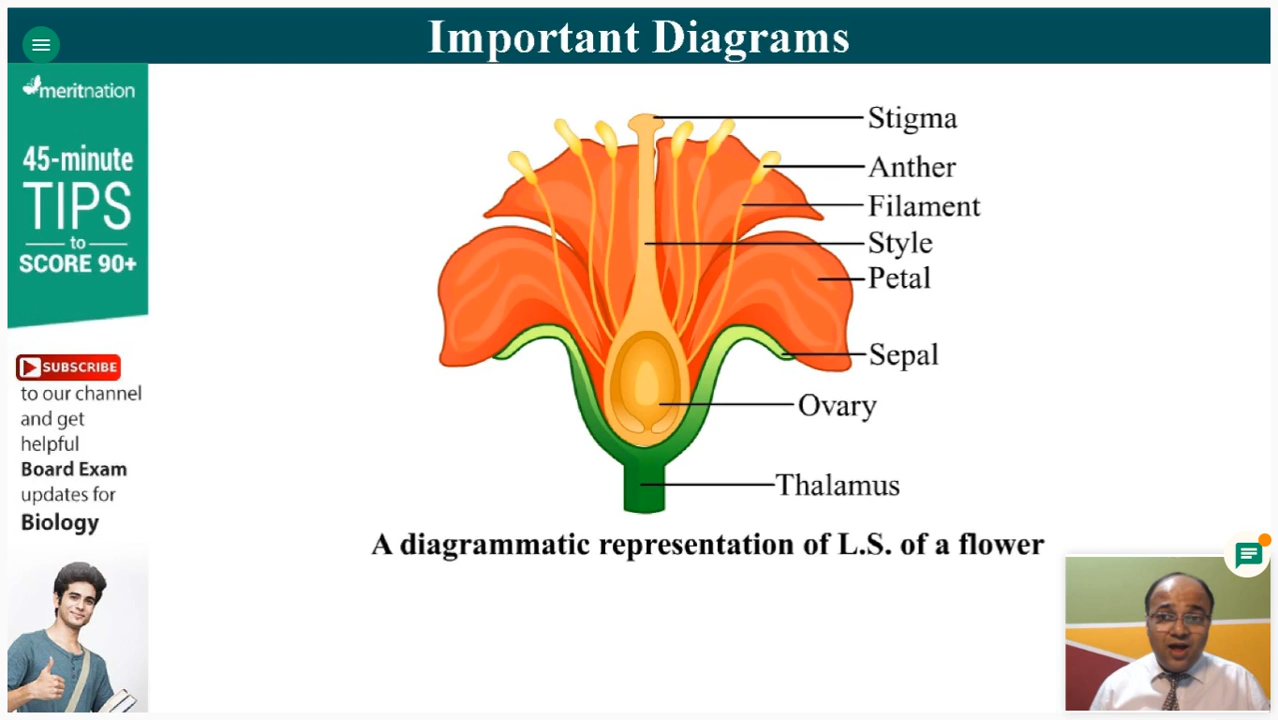 Important Diagrams
meritnation
45-minute
TIPS
to
SCORE 90+
SUBSCRIBE
to our channel
and get
helpful
Board Exam
updates for
Biology
Stigma
Anther
Filament
Style
Petal
Sepal
Ovary
Thalamus
A diagrammatic representation of L.S. of a flower